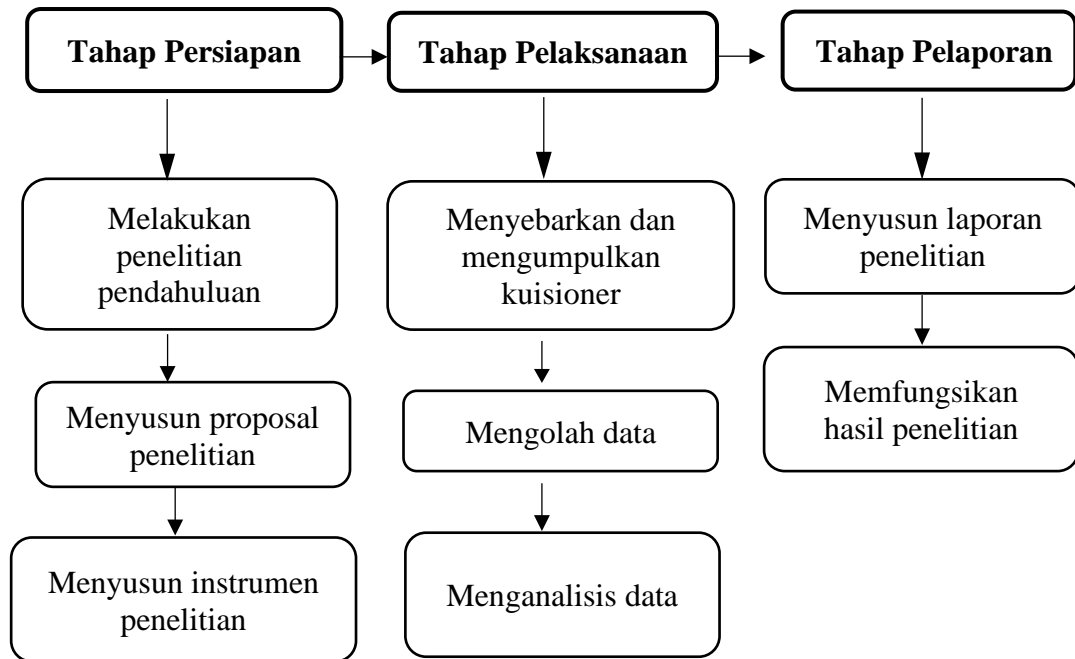 Tahap Persiapan
Tahap Pelaksanaan
Tahap Pelaporan
Melakukan
penelitian
pendahuluan
Menyusun proposal
penelitian
Menyusun instrumen
penelitian
Menyebarkan dan
mengumpulkan
kuisioner
Mengolah data
Menganalisis data
Menyusun laporan
penelitian
Memfungsikan
hasil penelitian